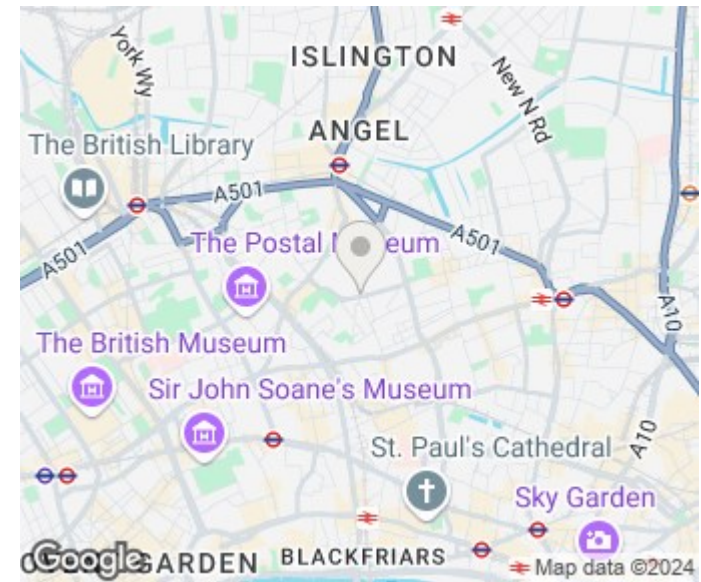 York Wy
ISLINGTON
New N Rd
ANGEL
The British Library
A501
A501
A501
The Postal M eum
A10
The British Museum
Sir John Soane's Museum
A10
St. Paul's Cathedral
Sky Garden
GARDEN
BLACKFRIARS
Google
Map data ©2024